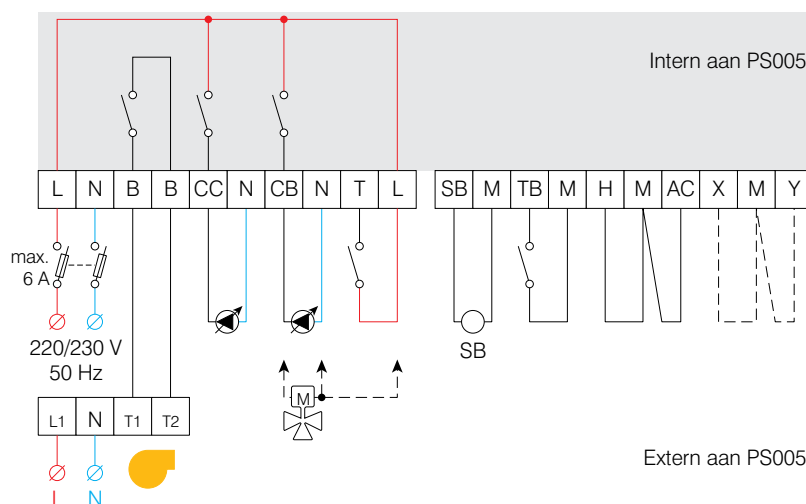 Intern aan PS005
L N B B CC N CB N T L SB M TB M H M AC X M Y
max.
6 A
220/230 V
50 Hz
SB
M
L1 N T1 T2
Extern aan PS005
L N